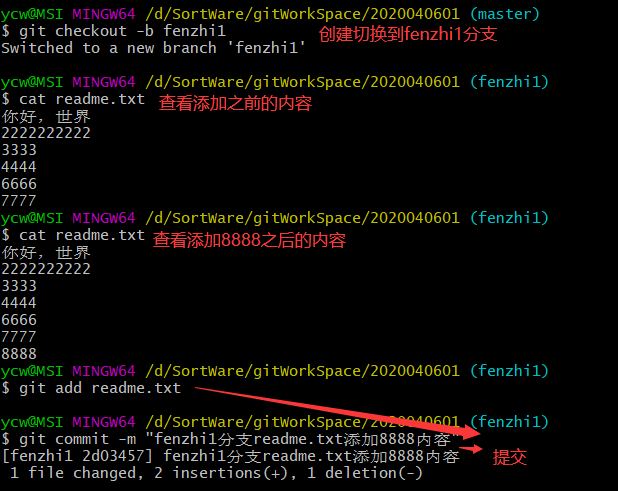 ycw@MSI MINGW64 /d/SortWare/gitWorkSpace/2020040601 (master)
$ git checkout -b fenzhi1 创建切换到fenzhi1分支
Switched to a new branch 'fenzhi1'
ycw@MSI MINGW64 /d/SortWare/gitWorkSpace/2020040601 (fenzhi1)
$ cat readme.txt 查看添加之前的内容
你好，世界
2222222222
3333
4444
6666
7777
ycw@MSI MINGW64 /d/SortWare/gitWorkSpace/2020040601 (fenzhi1)
$ cat readme.txt 查看添加8888之后的内容
你好，世界
2222222222
3333
4444
6666
7777
8888
ycw@MSI MINGW64 /d/SortWare/gitWorkSpace/2020040601 (fenzhi1)
$ git add readme.txt
ycw@MSI MINGW64 /d/SortWare/gitWorkSpace/2020040601 (fenzhi1)
$ git commit -m "fenzhi1分支readme.txt添加8888内容"
[fenzhi1 2d03457] fenzhi1分支readme.txt添加8888内容 提交
1 file changed, 2 insertions(+), 1 deletion(-)